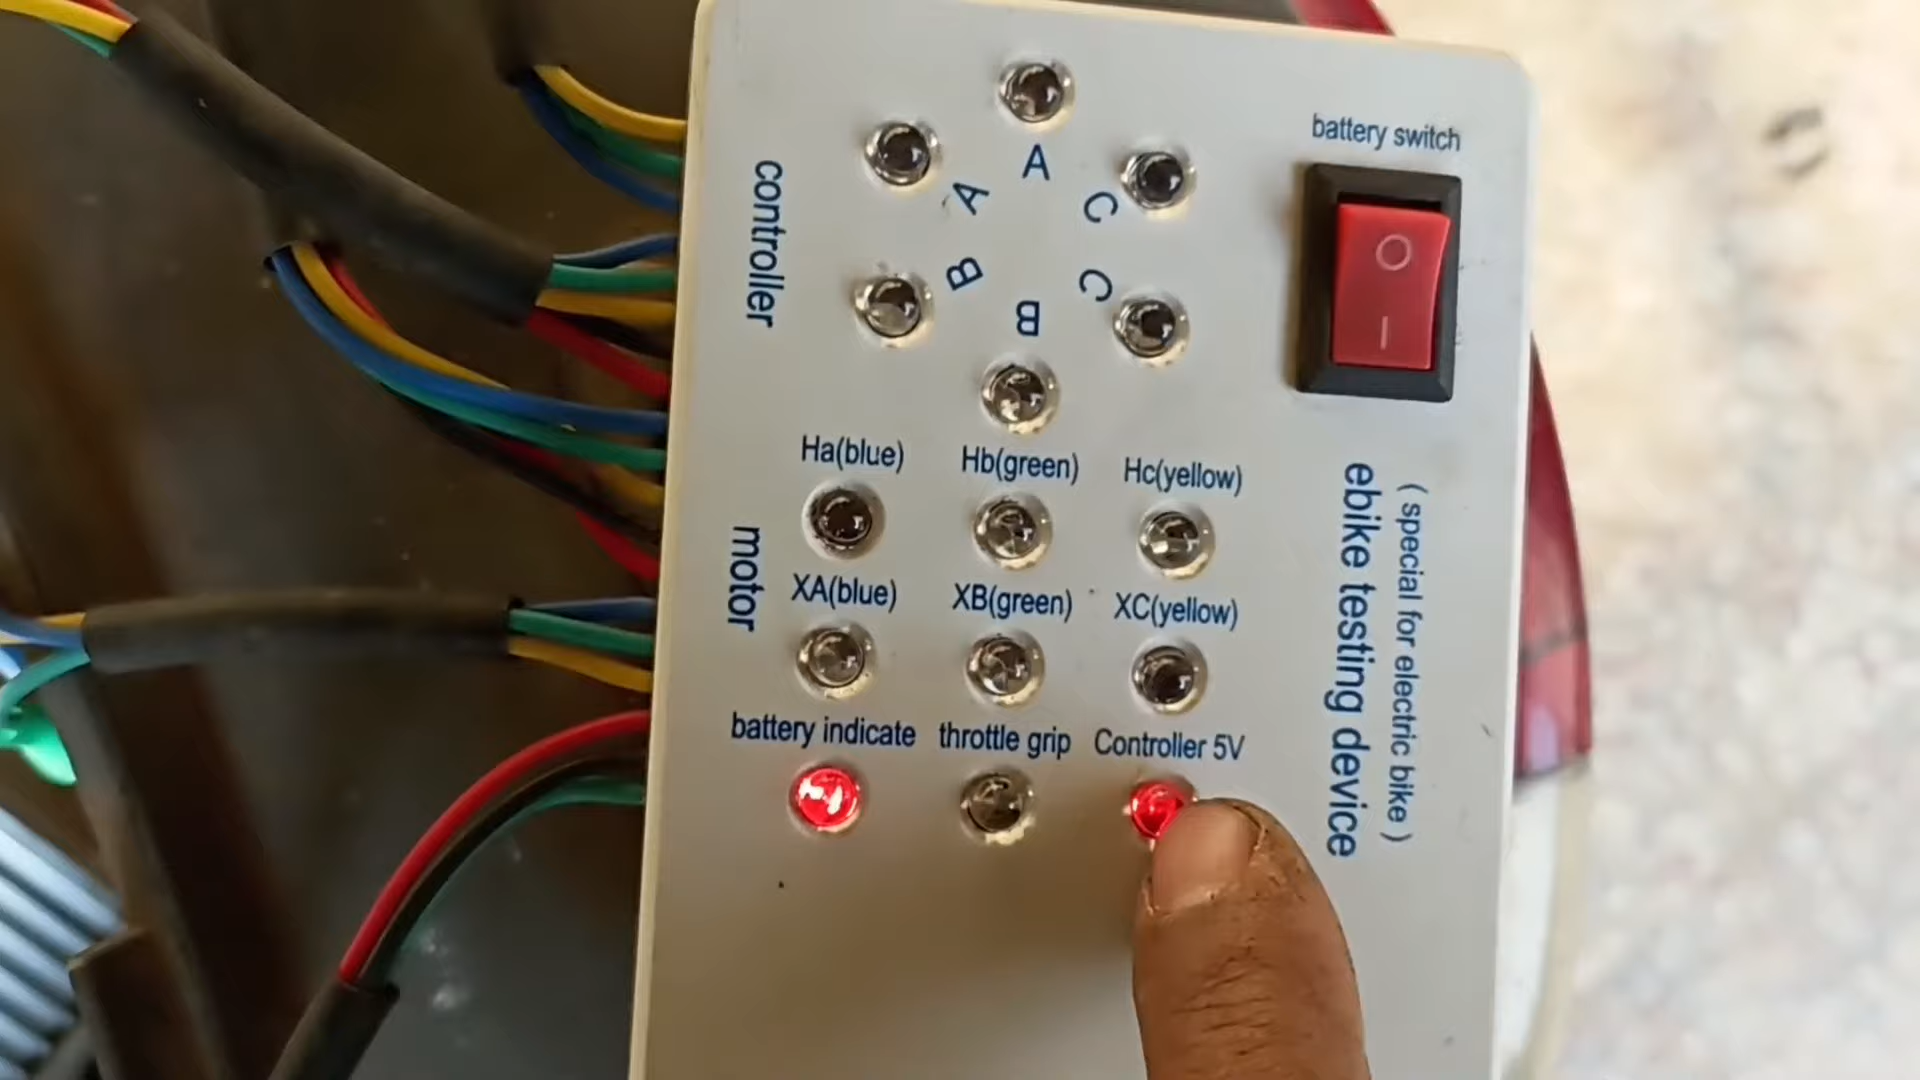 battery switch
O
I
controller
A
A
C
B
C
B
Ha(blue)
Hb(green)
Hc(yellow)
motor
XA(blue)
XB(green)
XC(yellow)
battery indicate
throttle grip
Controller 5V
ebike testing device
( special for electric bike )